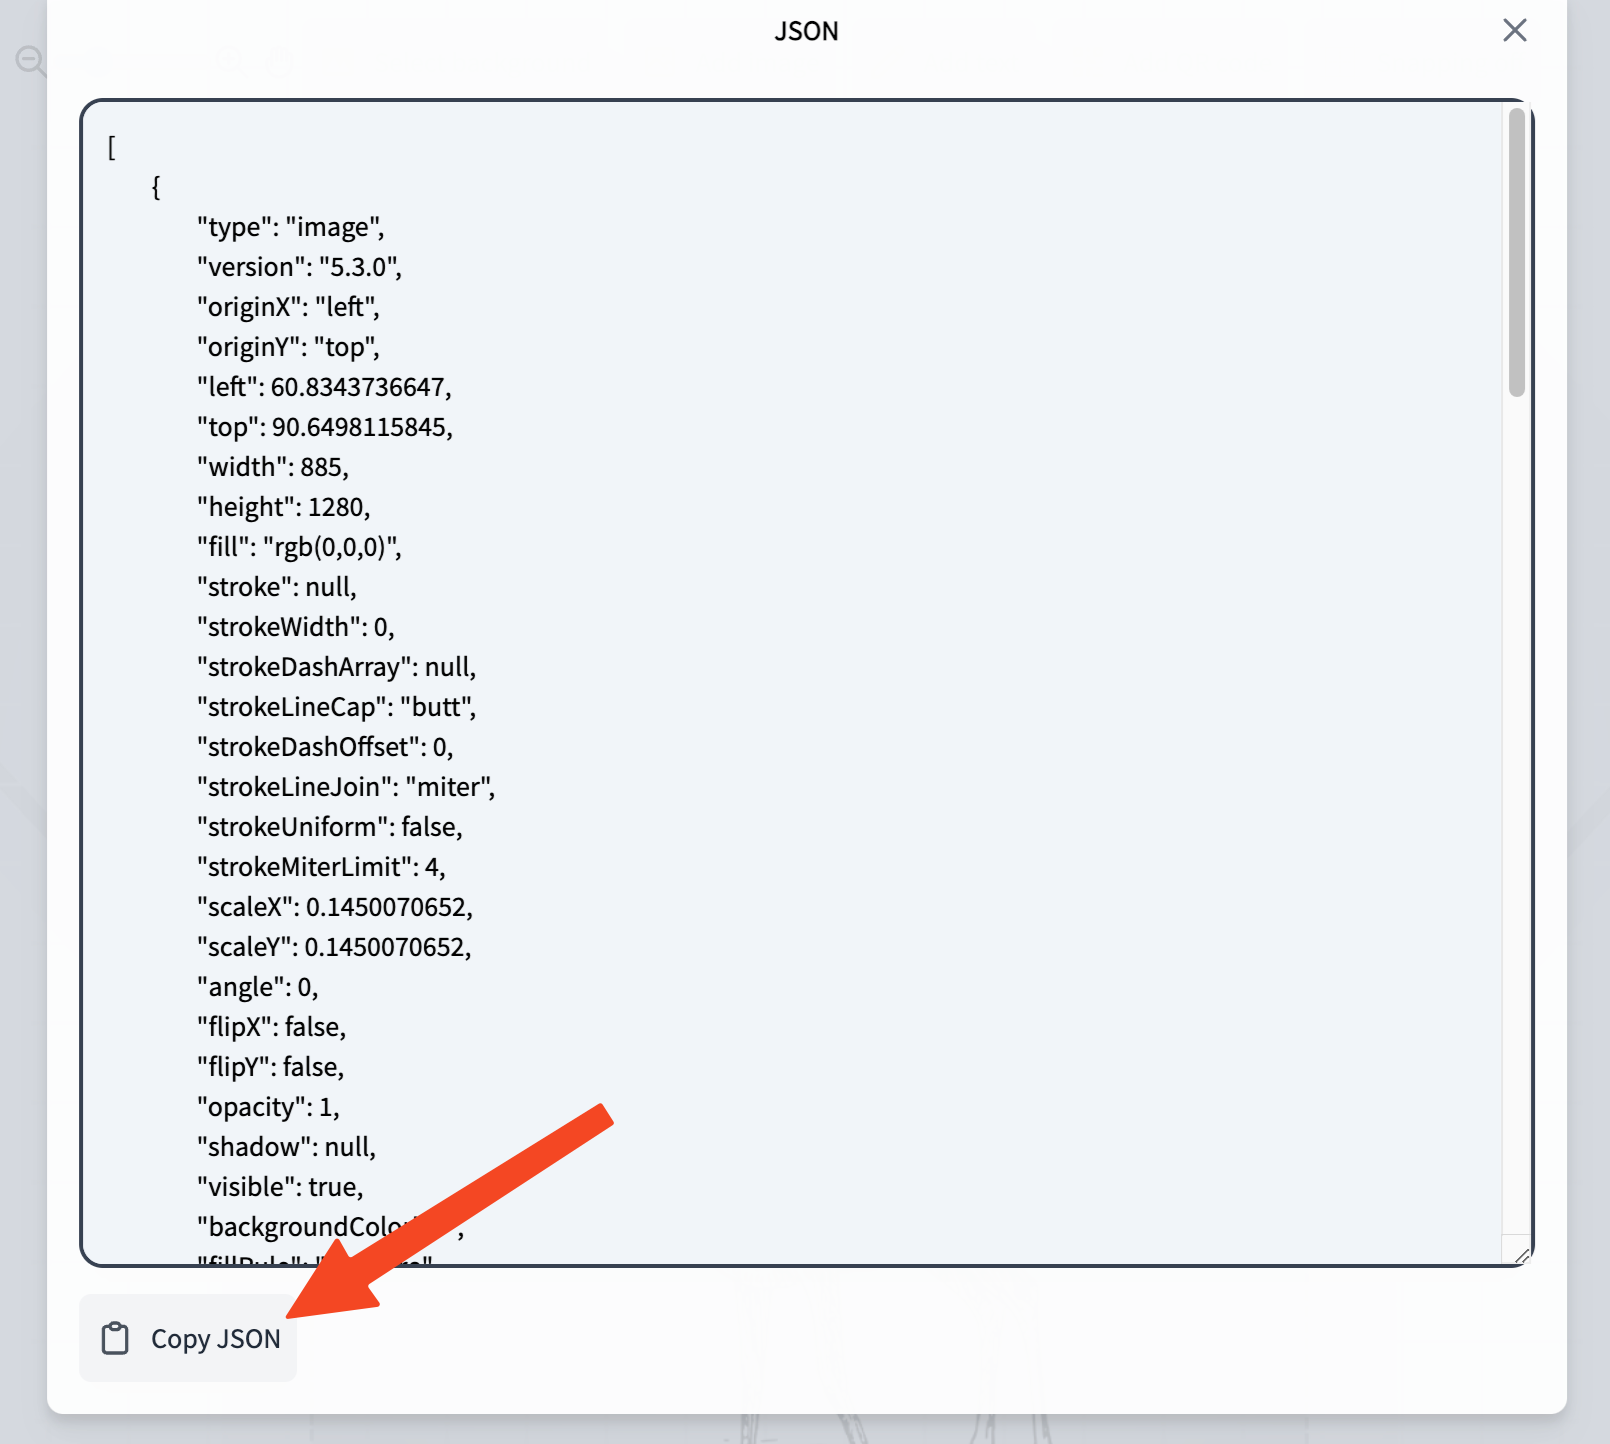 JSON
[
{
"type": "image",
"version": "5.3.0",
"originX": "left",
"originY": "top",
"left": 60.8343736647,
"top": 90.6498115845,
"width": 885,
"height": 1280,
"fill": "rgb(0,0,0)",
"stroke": null,
"strokeWidth": 0,
"strokeDashArray": null,
"strokeLineCap": "butt",
"strokeDashOffset": 0,
"strokeLineJoin": "miter",
"strokeUniform": false,
"strokeMiterLimit": 4,
"scaleX": 0.1450070652,
"scaleY": 0.1450070652,
"angle": 0,
"flipX": false,
"flipY": false,
"opacity": 1,
"shadow": null,
"visible": true,
"backgroundColor
Copy JSON